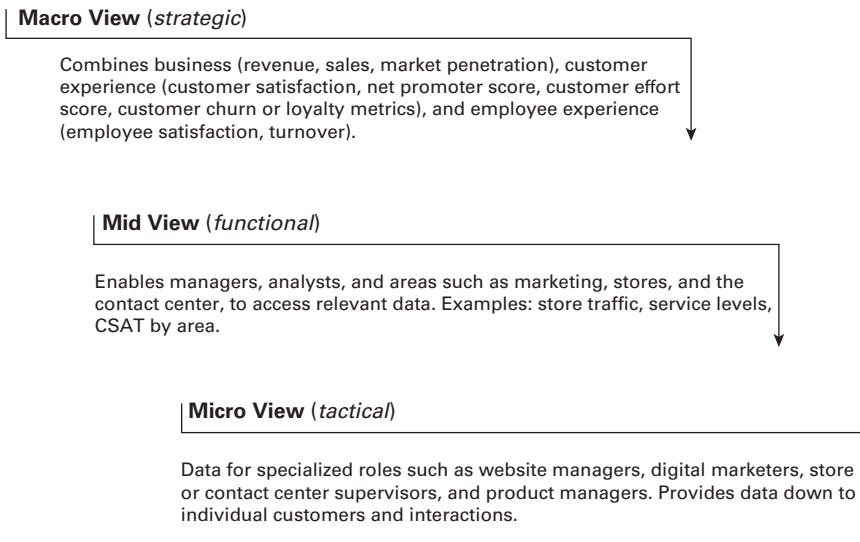 Macro View (strategic)
Combines business (revenue, sales, market penetration), customer
experience (customer satisfaction, net promoter score, customer effort
score, customer churn or loyalty metrics), and employee experience
(employee satisfaction, turnover).
Mid View (functional)
Enables managers, analysts, and areas such as marketing, stores, and the
contact center, to access relevant data. Examples: store traffic, service levels,
CSAT by area.
Micro View (tactical)
Data for specialized roles such as website managers, digital marketers, store
or contact center supervisors, and product managers. Provides data down to
individual customers and interactions.